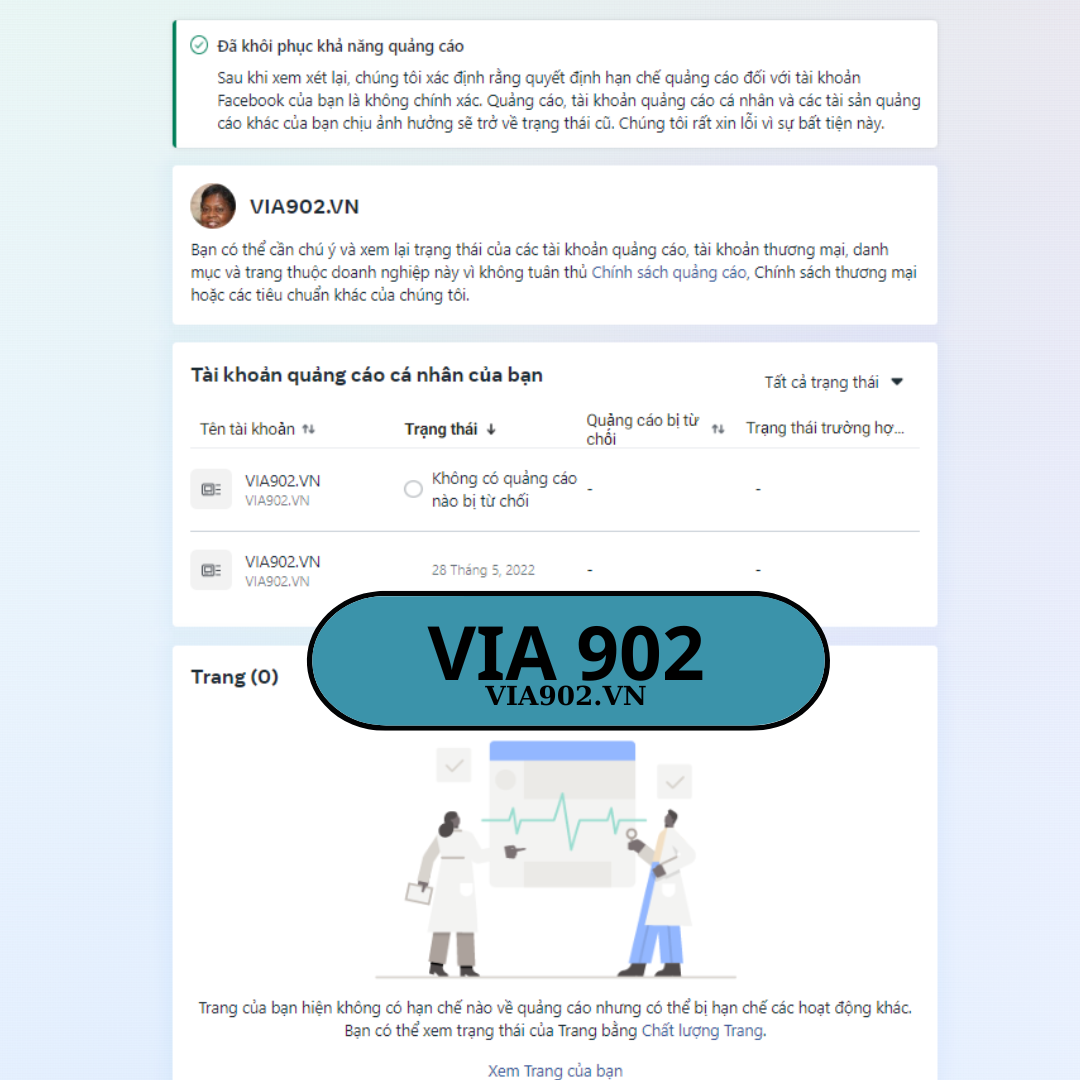 Đã khôi phục khả năng quảng cáo
Sau khi xem xét lại, chúng tôi xác định rằng quyết định hạn chế quảng cáo đối với tài khoản
Facebook của bạn là không chính xác. Quảng cáo, tài khoản quảng cáo cá nhân và các tài sản quảng
cáo khác của bạn chịu ảnh hưởng sẽ trở về trạng thái cũ. Chúng tôi rất xin lỗi vì sự bất tiện này.
VIA902.VN
Bạn có thể cần chú ý và xem lại trạng thái của các tài khoản quảng cáo, tài khoản thương mại, danh
mục và trang thuộc doanh nghiệp này vì không tuân thủ Chính sách quảng cáo, Chính sách thương mại
hoặc các tiêu chuẩn khác của chúng tôi.
Tài khoản quảng cáo cá nhân của bạn
Tất cả trạng thái
Tên tài khoản
Trạng thái
Quảng cáo bị từ
chối
Trạng thái trường hợ...
VIA902.VN
VIA902.VN
Không có quảng cáo
nào bị từ chối
-
-
VIA902.VN
VIA902.VN
28 Tháng 5, 2022
-
-
VIA 902
VIA902.VN
Trang (0)
Trang của bạn hiện không có hạn chế nào về quảng cáo nhưng có thể bị hạn chế các hoạt động khác.
Bạn có thể xem trạng thái của Trang bằng Chất lượng Trang.
Xem Trang của bạn